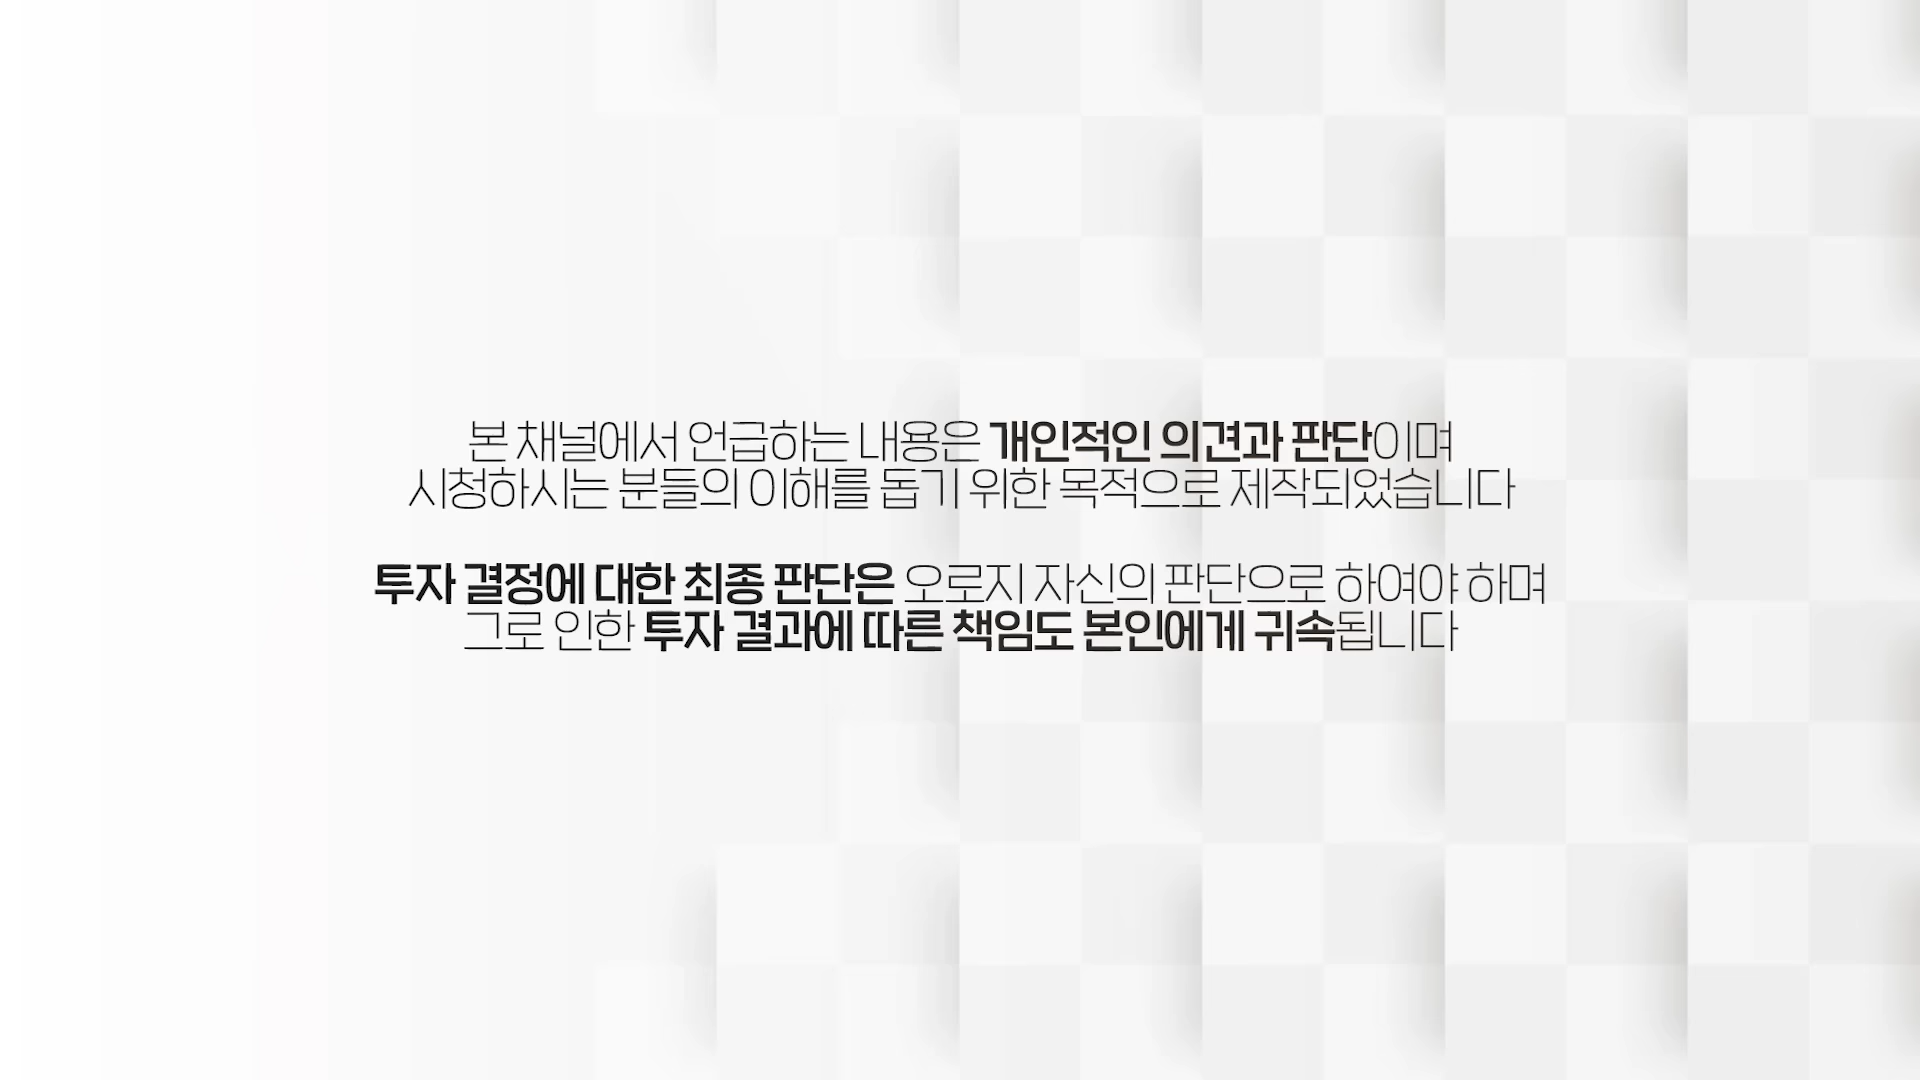 본 채널에서 언급하는 내용은 개인적인 의견과 판단이며
시청하시는 분들의 이해를 돕기 위한 목적으로 제작되었습니다
투자 결정에 대한 최종 판단은 오로지 자신의 판단으로 하여야 하며
그로 인한 투자 결과에 따른 책임도 본인에게 귀속됩니다